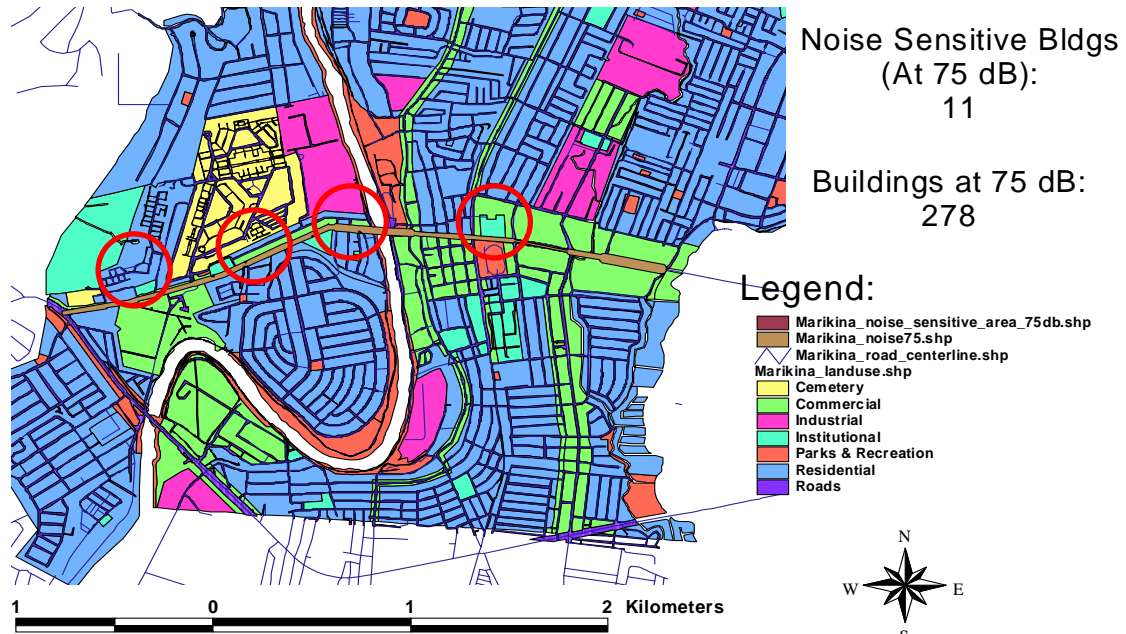 Noise Sensitive Bldgs
(At 75 dB):
11
Buildings at 75 dB:
278
Legend:
Marikina_noise_sensitive_area_75db.shp
Marikina_noise75.shp
Marikina_road_centerline.shp
Marikina_landuse.shp
Cemetery
Commercial
Industrial
Institutional
Parks & Recreation
Residential
Roads
N
W E
S
1 0 1 2 Kilometers